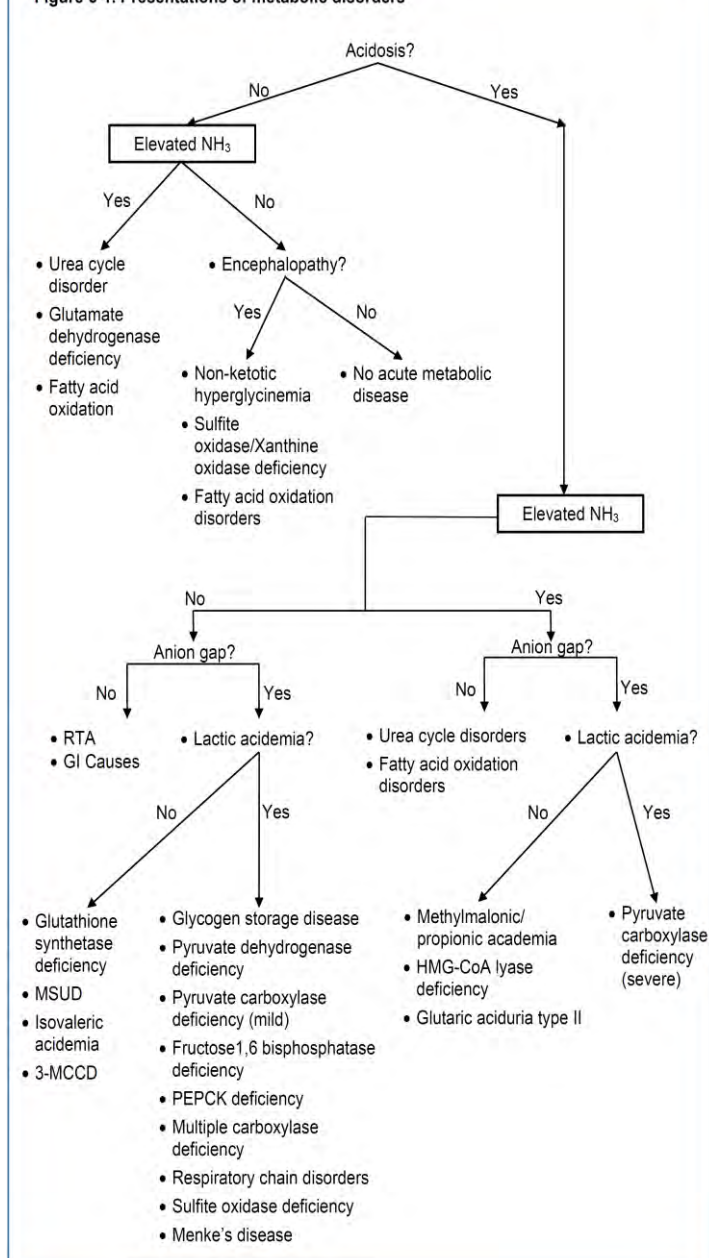 Figure 5-1. Presentations of metabolic disorders
Acidosis?
No
Yes
Elevated NH₃
Yes
No
• Urea cycle
disorder
• Glutamate
dehydrogenase
deficiency
• Fatty acid
oxidation
• Encephalopathy?
Yes
No
• Non-ketotic
hyperglycinemia
• Sulfite
oxidase/Xanthine
oxidase deficiency
• Fatty acid oxidation
disorders
• No acute metabolic
disease
Elevated NH₃
No
Yes
Anion gap?
No
Yes
• RTA
• GI Causes
• Lactic acidemia?
No
Yes
• Glutathione
synthetase
deficiency
• MSUD
• Isovaleric
acidemia
• 3-MCCD
• Glycogen storage disease
• Pyruvate dehydrogenase
deficiency
• Pyruvate carboxylase
deficiency (mild)
• Fructose1,6 bisphosphatase
deficiency
• PEPCK deficiency
• Multiple carboxylase
deficiency
• Respiratory chain disorders
• Sulfite oxidase deficiency
• Menke's disease
Anion gap?
No
Yes
• Urea cycle disorders
• Fatty acid oxidation
disorders
• Lactic acidemia?
No
Yes
• Methylmalonic/
propionic academia
• HMG-CoA lyase
deficiency
• Glutaric aciduria type II
• Pyruvate
carboxylase
deficiency
(severe)